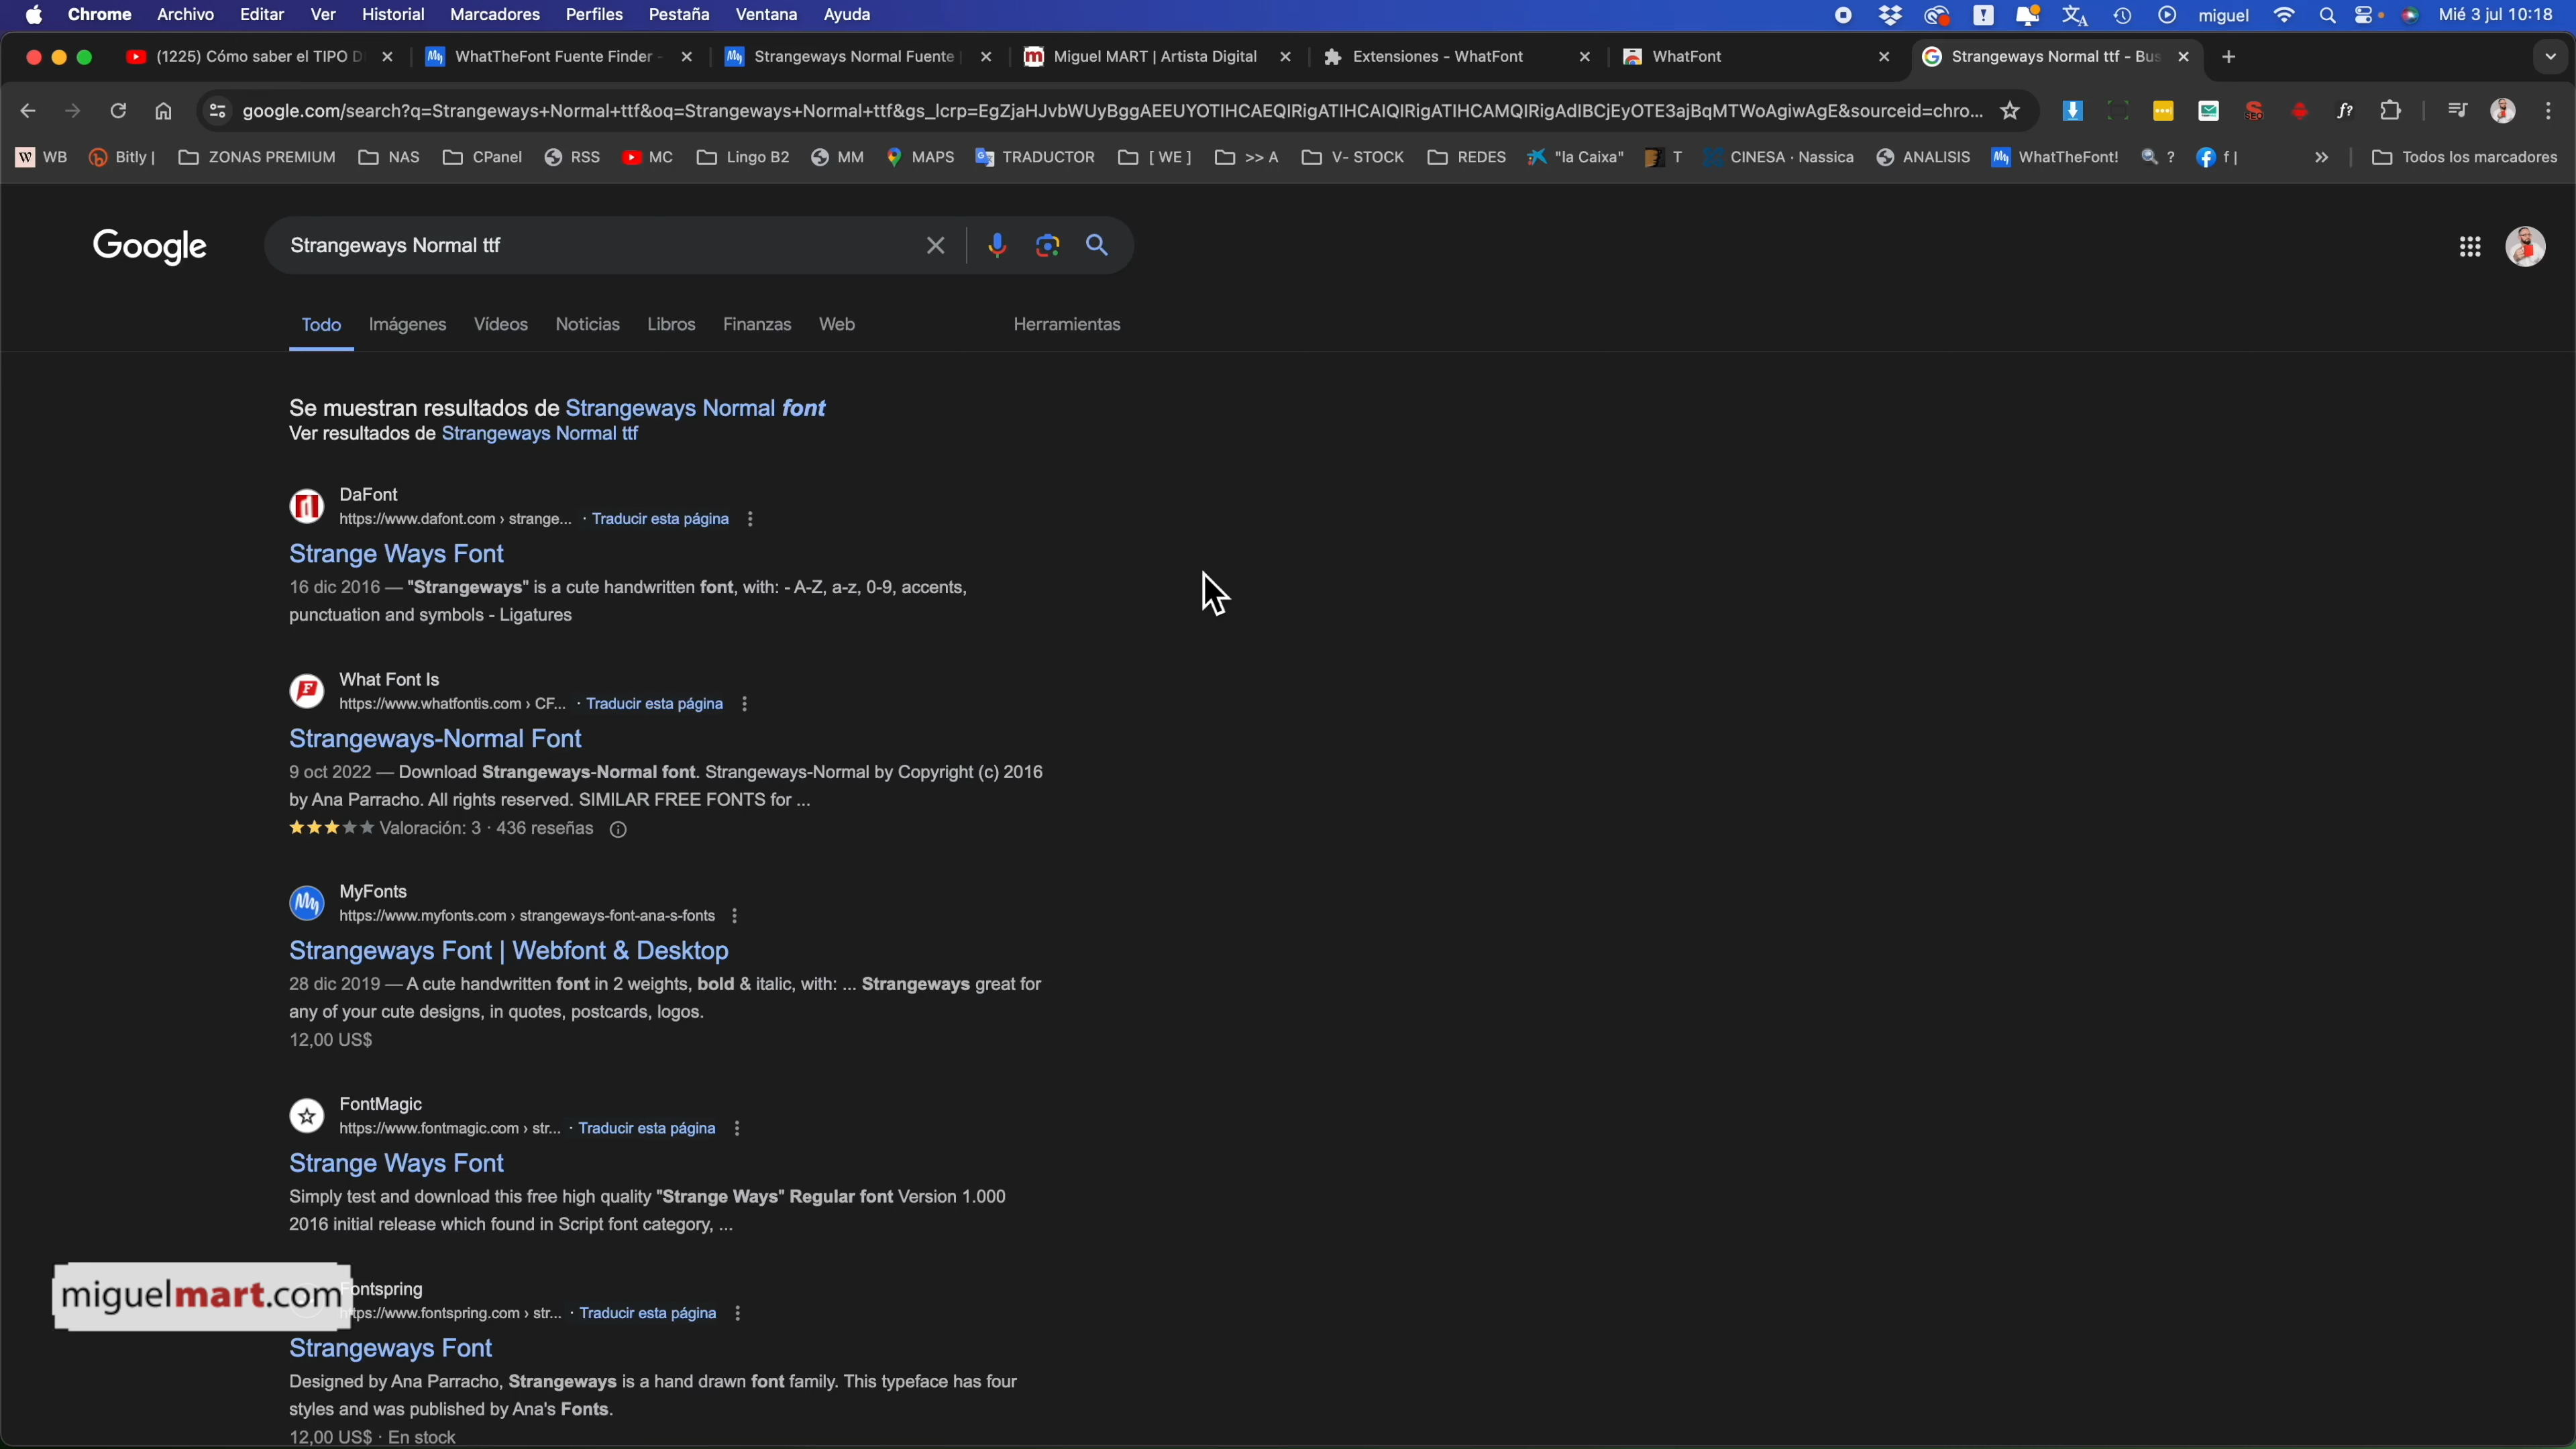 Chrome Archivo Editar Ver Historial Marcadores Perfiles Pestaña Ventana Ayuda miguel Mié 3 jul 10:18
(1225) Cómo saber el TIPO D WhatTheFont Fuente Finder - Strangeways Normal Fuente | Miguel MART | Artista Digital Extensiones - WhatFont WhatFont Strangeways Normal ttf - Bus
google.com/search?q=Strangeways+Normal+ttf&oq=Strangeways+Normal+ttf&gs_lcrp=EgZjaHJvbWUyBggAEEUYOTIHCAEQIRigATIHCAIQIRigATIHCAMQIRigAdIBCjEyOTE3ajBqMTWoAgiwAgE&sourceid=chro...
WB Bitly | ZONAS PREMIUM NAS CPanel RSS MC Lingo B2 MM MAPS TRADUCTOR [ WE ] >> A V- STOCK REDES "la Caixa" T CINESA · Nassica ANALISIS WhatTheFont! ? f | » Todos los marcadores
Google Strangeways Normal ttf
Todo Imágenes Vídeos Noticias Libros Finanzas Web Herramientas
Se muestran resultados de Strangeways Normal font
Ver resultados de Strangeways Normal ttf
DaFont
https://www.dafont.com › strange... · Traducir esta página
Strange Ways Font
16 dic 2016 — "Strangeways" is a cute handwritten font, with: - A-Z, a-z, 0-9, accents,
punctuation and symbols - Ligatures
What Font Is
https://www.whatfontis.com › CF... · Traducir esta página
Strangeways-Normal Font
9 oct 2022 — Download Strangeways-Normal font. Strangeways-Normal by Copyright (c) 2016
by Ana Parracho. All rights reserved. SIMILAR FREE FONTS for ...
Valoración: 3 · 436 reseñas
MyFonts
https://www.myfonts.com › strangeways-font-ana-s-fonts
Strangeways Font | Webfont & Desktop
28 dic 2019 — A cute handwritten font in 2 weights, bold & italic, with: ... Strangeways great for
any of your cute designs, in quotes, postcards, logos.
12,00 US$
FontMagic
https://www.fontmagic.com › str... · Traducir esta página
Strange Ways Font
Simply test and download this free high quality "Strange Ways" Regular font Version 1.000
2016 initial release which found in Script font category, ...
miguelmart.com
ontspring
ps://www.fontspring.com › str... · Traducir esta página
Strangeways Font
Designed by Ana Parracho, Strangeways is a hand drawn font family. This typeface has four
styles and was published by Ana's Fonts.
12,00 US$ · En stock